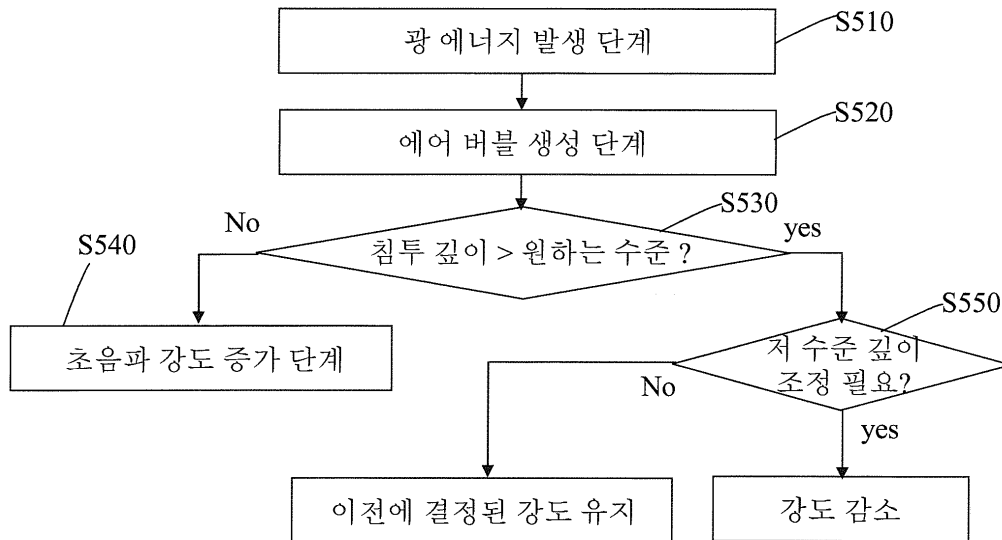 광 에너지 발생 단계
S510
에어 버블 생성 단계
S520
침투 깊이 > 원하는 수준 ?
S530
No
yes
S540
초음파 강도 증가 단계
S550
저 수준 깊이
조정 필요?
No
yes
이전에 결정된 강도 유지
강도 감소